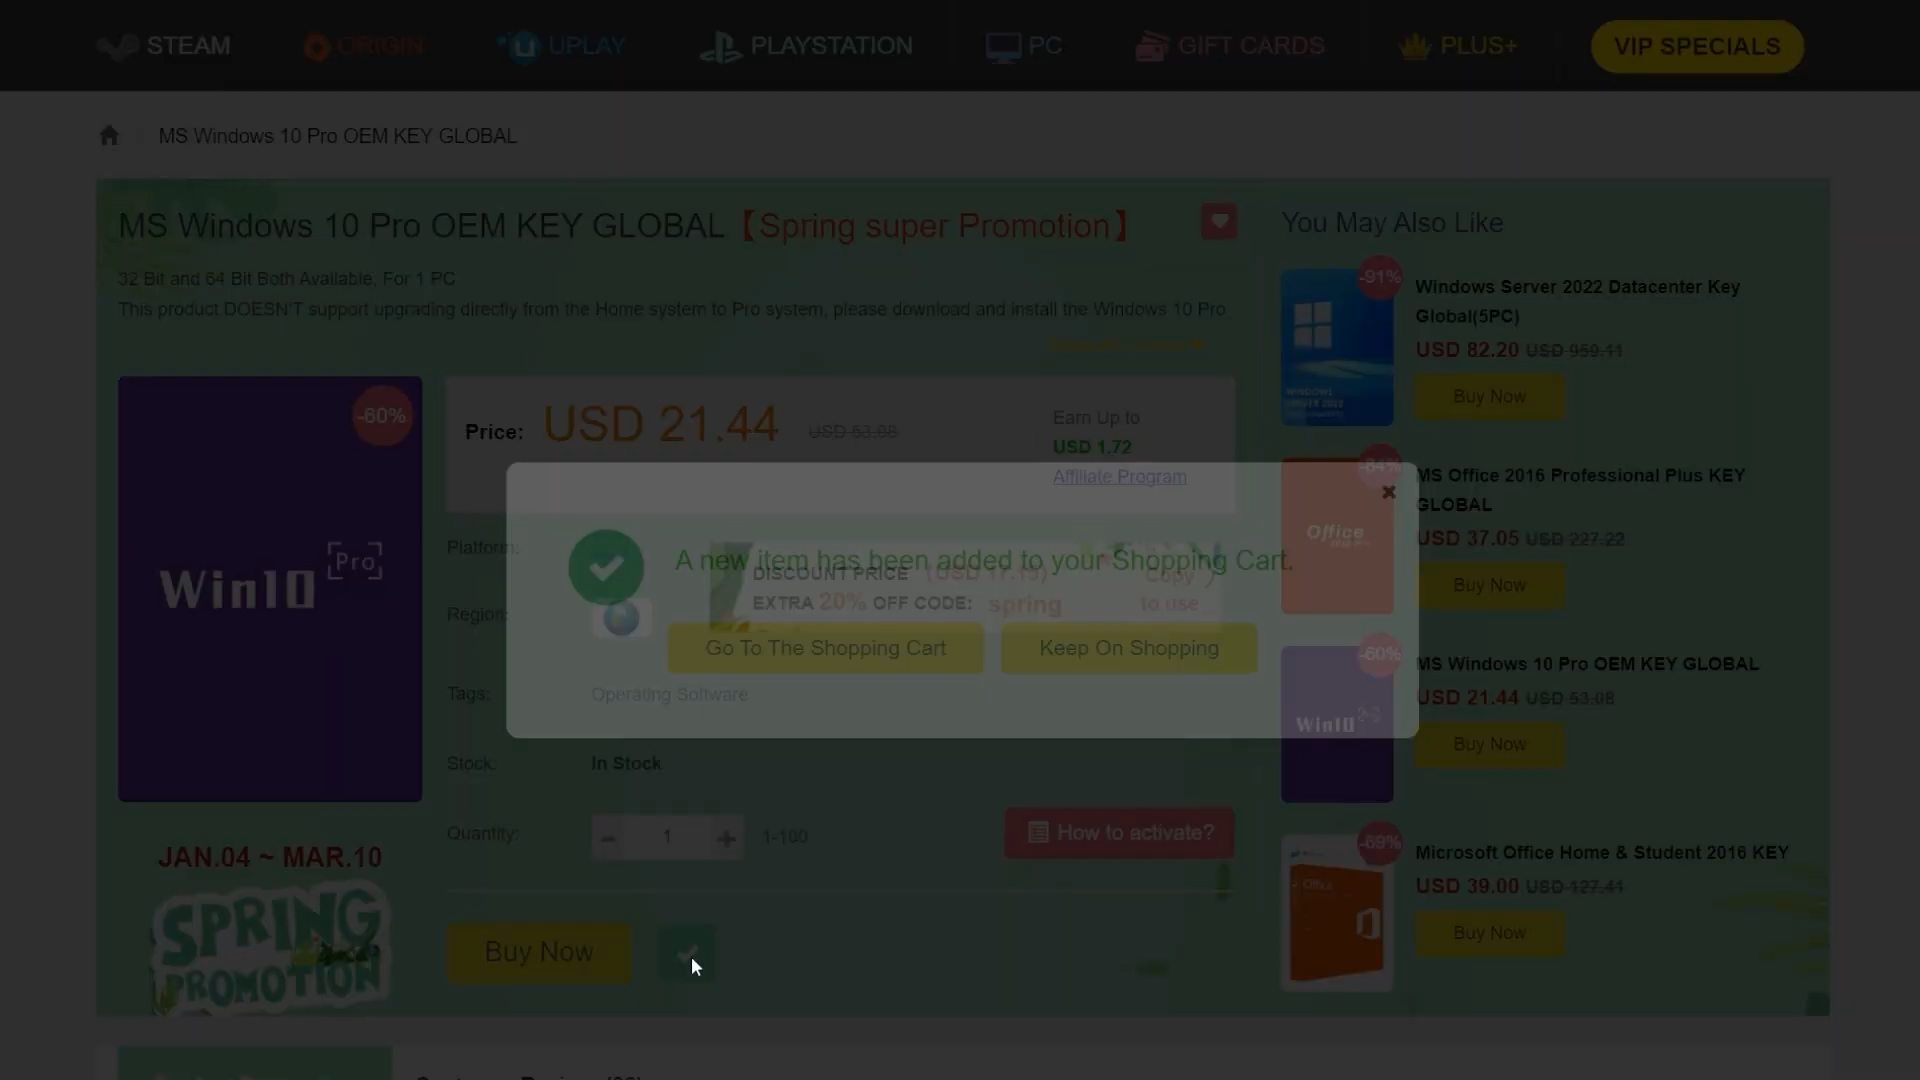 STEAM
ORIGIN
UPLAY
PLAYSTATION
PC
GIFT CARDS
PLUS+
VIP SPECIALS
MS Windows 10 Pro OEM KEY GLOBAL
MS Windows 10 Pro OEM KEY GLOBAL【Spring super Promotion】
32 Bit and 64 Bit Both Available, For 1 PC
This product DOESN'T support upgrading directly from the Home system to Pro system, please download and install the Windows 10 Pro
-60%
Win10 Pro
JAN.04 ~ MAR.10
SPRING
PROMOTION
Price: USD 21.44 USD 53.08
Earn Up to
USD 1.72
Affiliate Program
A new item has been added to your Shopping Cart.
DISCOUNT PRICE
EXTRA 20% OFF CODE: spring
Copy
to use
Go To The Shopping Cart
Keep On Shopping
Platform:
Region:
Tags: Operating Software
Stock: In Stock
Quantity: 1 1-100
How to activate?
Buy Now
You May Also Like
-91%
WINDOWS
SERVER 2022
Windows Server 2022 Datacenter Key
Global(5PC)
USD 82.20 USD 959.11
Buy Now
-84%
Office
MS Office 2016 Professional Plus KEY
GLOBAL
USD 37.05 USD 227.22
Buy Now
-60%
Win10
MS Windows 10 Pro OEM KEY GLOBAL
USD 21.44 USD 53.08
Buy Now
-69%
Office
Microsoft Office Home & Student 2016 KEY
USD 39.00 USD 127.41
Buy Now